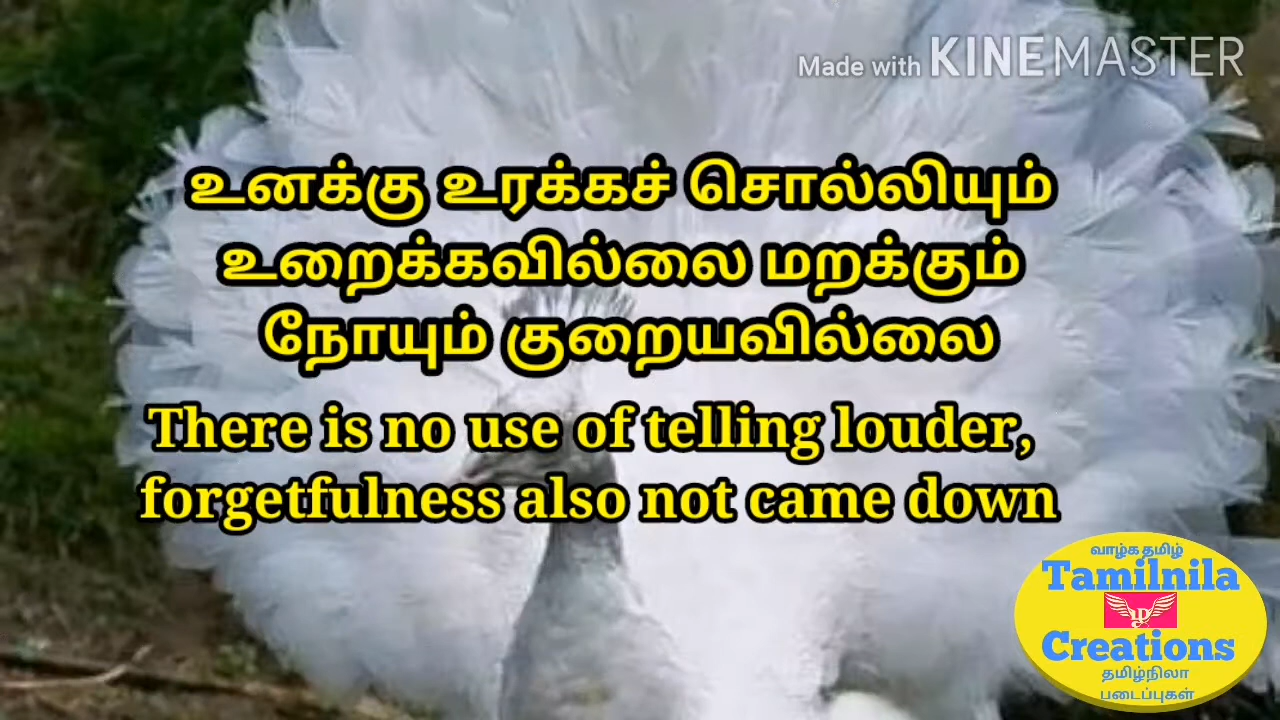 Made with KINEMASTER
உனக்கு உரக்கச் சொல்லியும்
உறைக்கவில்லை மறக்கும்
நோயும் குறையவில்லை
There is no use of telling louder,
forgetfulness also not came down
வாழ்க தமிழ்
Tamilnila
Creations
தமிழ்நிலா
படைப்புகள்